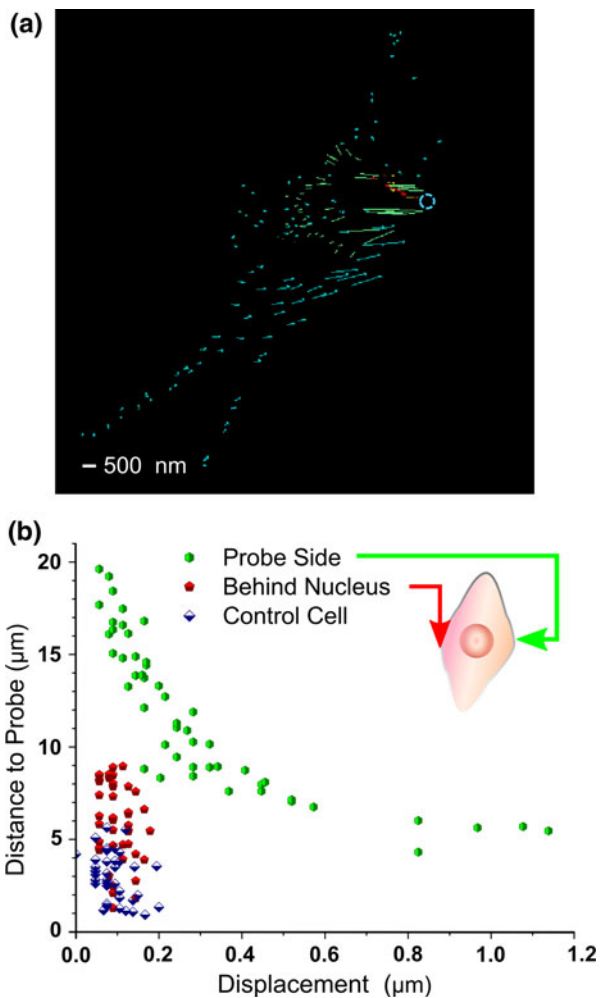 (a)
500 nm
(b)
Probe Side
Behind Nucleus
Control Cell
Distance to Probe (μm)
20
15
10
5
0
0.0 0.2 0.4 0.6 0.8 1.0 1.2
Displacement (μm)